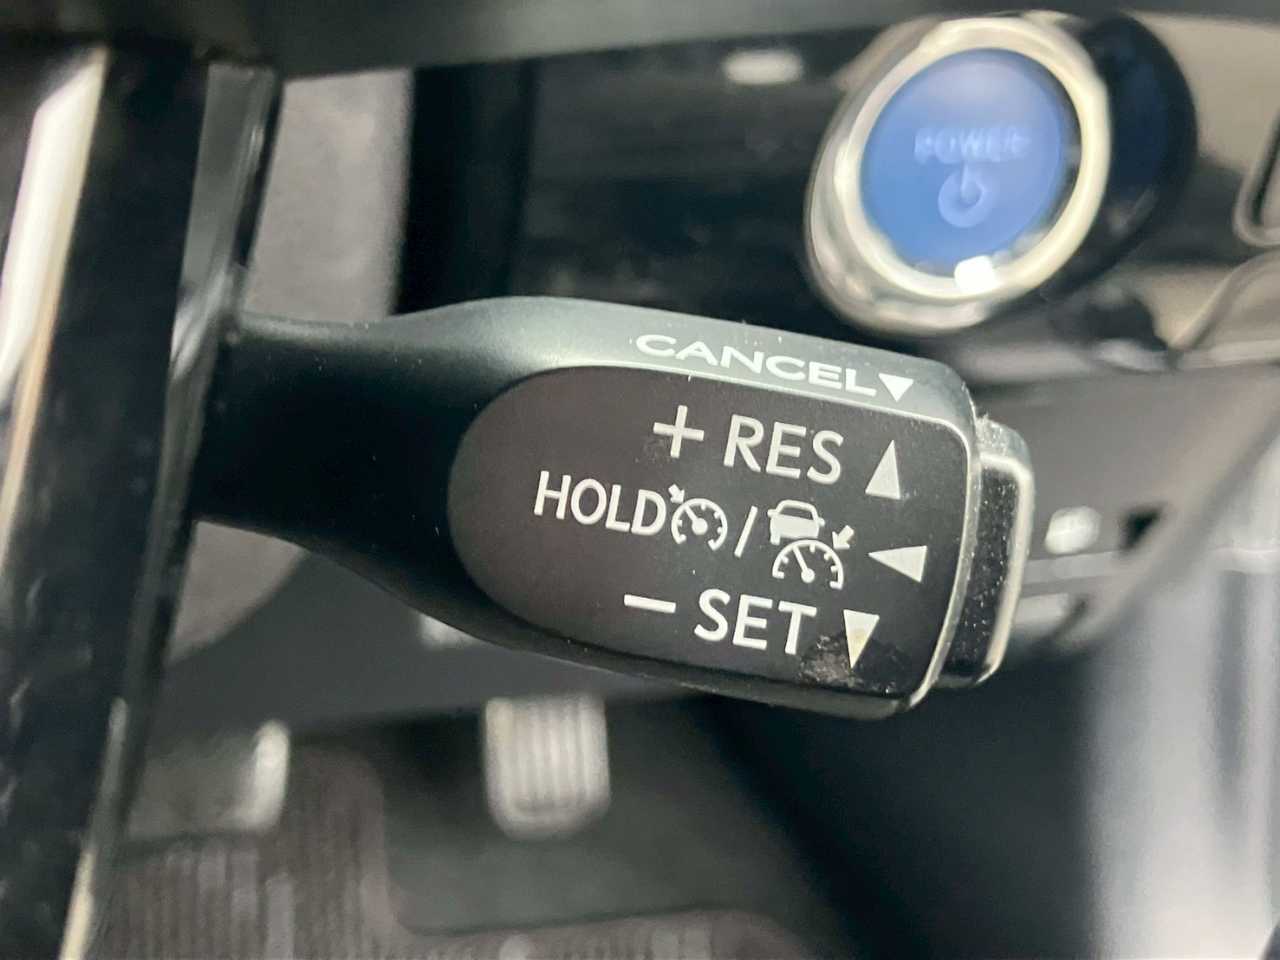 POWER
CANCEL
+ RES
HOLD /
− SET